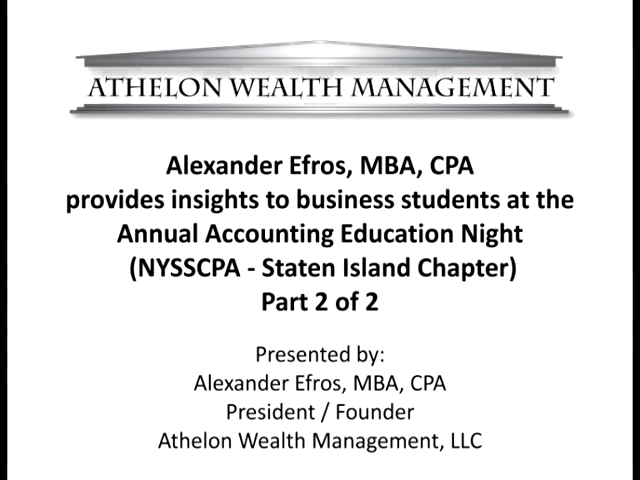 ATHELON WEALTH MANAGEMENT
Alexander Efros, MBA, CPA
provides insights to business students at the
Annual Accounting Education Night
(NYSSCPA - Staten Island Chapter)
Part 2 of 2
Presented by:
Alexander Efros, MBA, CPA
President / Founder
Athelon Wealth Management, LLC